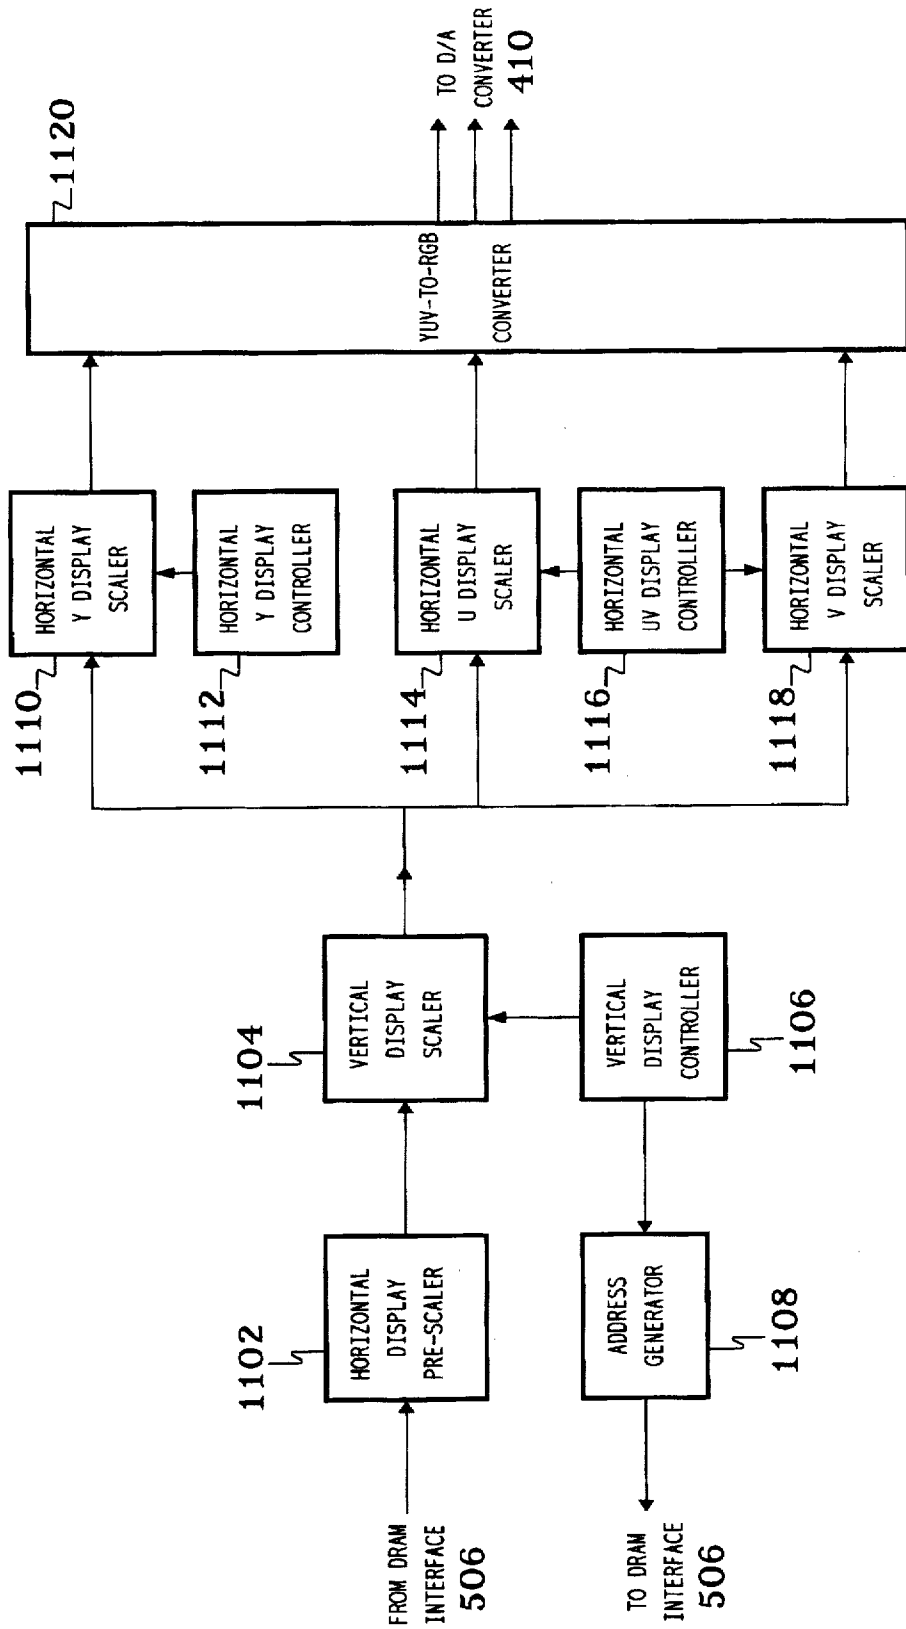 FROM DRAM
INTERFACE
506
1102
HORIZONTAL
DISPLAY
PRE-SCALER
1104
VERTICAL
DISPLAY
SCALER
TO DRAM
INTERFACE
506
ADDRESS
GENERATOR
1108
VERTICAL
DISPLAY
CONTROLLER
1106
1110
HORIZONTAL
Y DISPLAY
SCALER
1112
HORIZONTAL
Y DISPLAY
CONTROLLER
1114
HORIZONTAL
U DISPLAY
SCALER
1116
HORIZONTAL
UV DISPLAY
CONTROLLER
1118
HORIZONTAL
V DISPLAY
SCALER
1120
YUV-TO-RGB
CONVERTER
TO D/A
CONVERTER
410